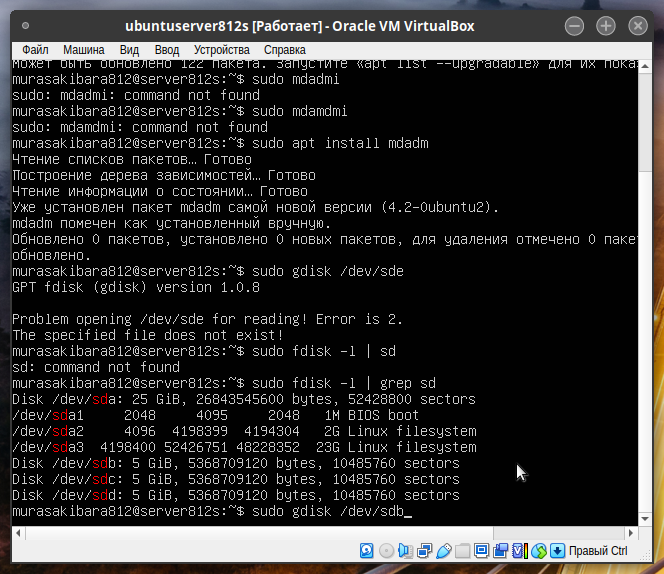 ubuntuserver812s [Работает] - Oracle VM VirtualBox
Файл Машина Вид Ввод Устройства Справка
Может быть обновлено 122 пакета. Запустите «apt list --upgradable» для их показ
murasakibara812@server812s:~$ sudo mdadmi
sudo: mdadmi: command not found
murasakibara812@server812s:~$ sudo mdamdmi
sudo: mdamdmi: command not found
murasakibara812@server812s:~$ sudo apt install mdadm
Чтение списков пакетов… Готово
Построение дерева зависимостей… Готово
Чтение информации о состоянии… Готово
Уже установлен пакет mdadm самой новой версии (4.2-0ubuntu2).
mdadm помечен как установленный вручную.
Обновлено 0 пакетов, установлено 0 новых пакетов, для удаления отмечено 0 паке
обновлено.
murasakibara812@server812s:~$ sudo gdisk /dev/sde
GPT fdisk (gdisk) version 1.0.8
Problem opening /dev/sde for reading! Error is 2.
The specified file does not exist!
murasakibara812@server812s:~$ sudo fdisk -l | sd
sd: command not found
murasakibara812@server812s:~$ sudo fdisk -l | grep sd
Disk /dev/sda: 25 GiB, 26843545600 bytes, 52428800 sectors
/dev/sda1 2048 4095 2048 1M BIOS boot
/dev/sda2 4096 4198399 4194304 2G Linux filesystem
/dev/sda3 4198400 52426751 48228352 23G Linux filesystem
Disk /dev/sdb: 5 GiB, 5368709120 bytes, 10485760 sectors
Disk /dev/sdc: 5 GiB, 5368709120 bytes, 10485760 sectors
Disk /dev/sdd: 5 GiB, 5368709120 bytes, 10485760 sectors
murasakibara812@server812s:~$ sudo gdisk /dev/sdb_
Правый Ctrl